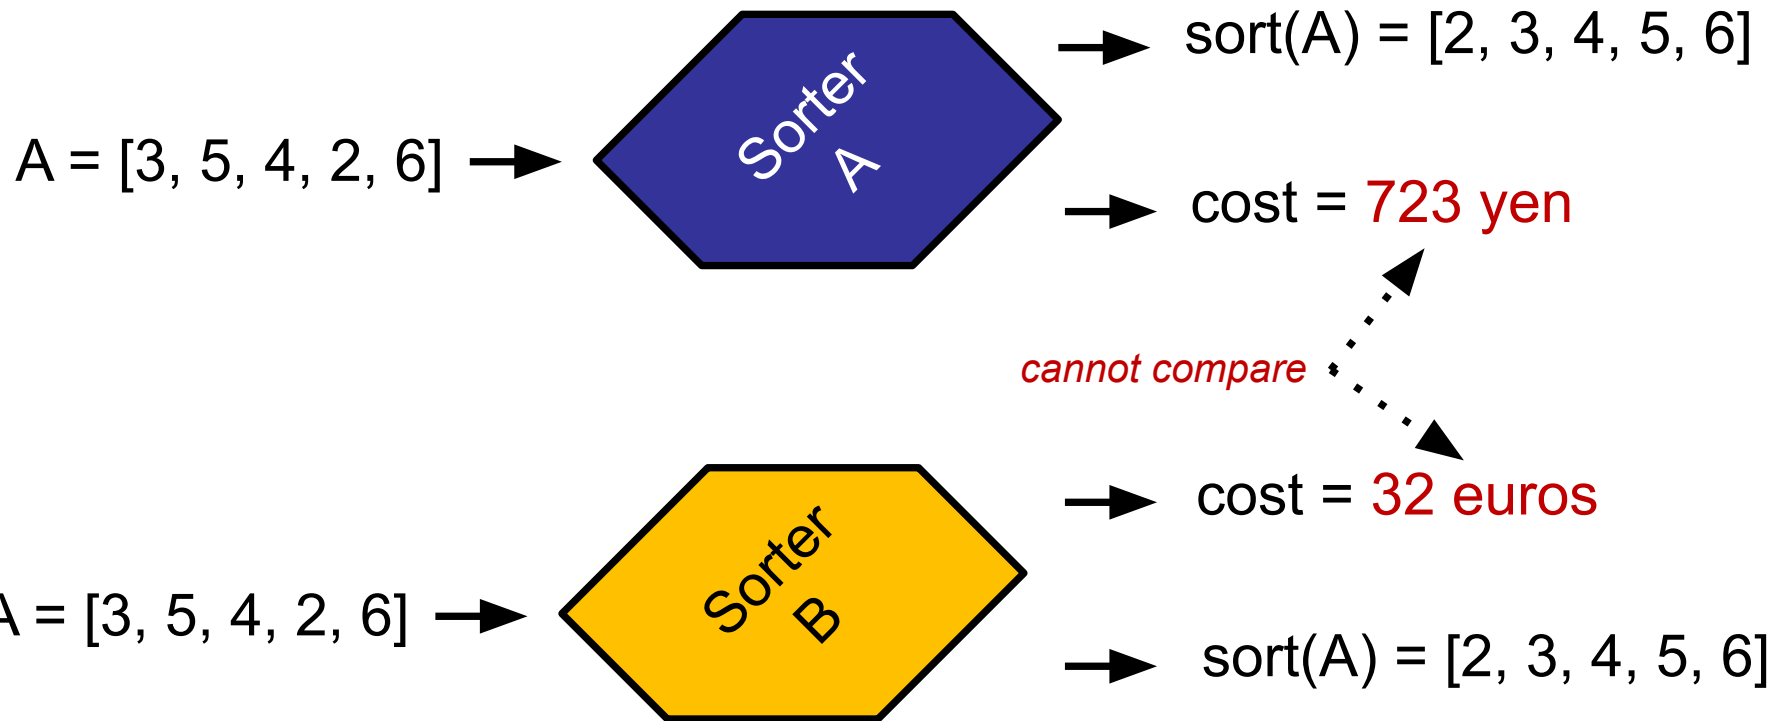 sort(A) = [2, 3, 4, 5, 6]
Sorter
A
A = [3, 5, 4, 2, 6]
cost = 723 yen
cannot compare
cost = 32 euros
Sorter
B
A = [3, 5, 4, 2, 6]
sort(A) = [2, 3, 4, 5, 6]